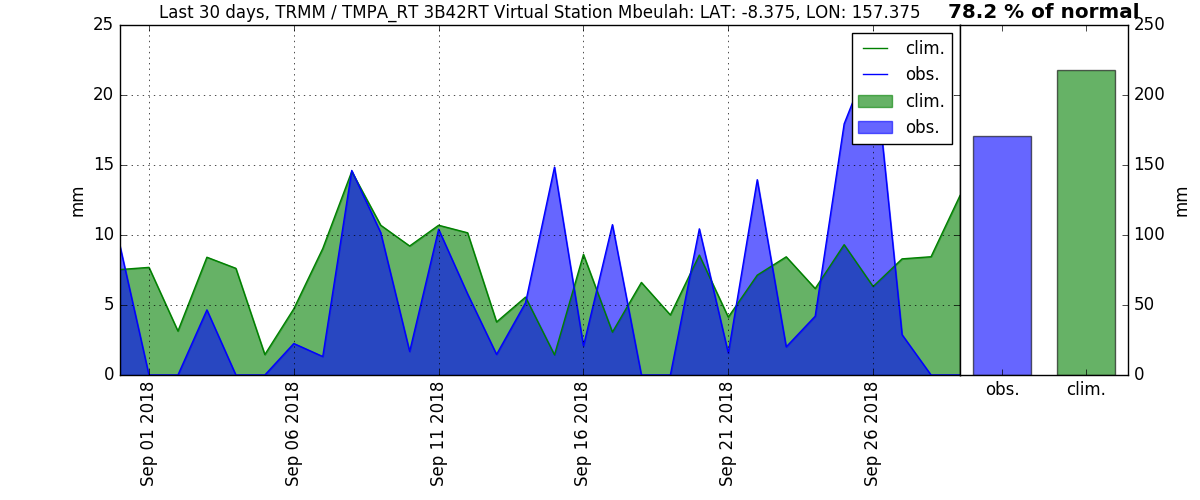 Last 30 days, TRMM / TMPA_RT 3B42RT Virtual Station Mbeulah: LAT: -8.375, LON: 157.375
78.2 % of normal
25
20
15
10
5
0
mm
clim.
obs.
clim.
obs.
250
200
150
100
50
0
mm
obs.
clim.
Sep 01 2018
Sep 06 2018
Sep 11 2018
Sep 16 2018
Sep 21 2018
Sep 26 2018